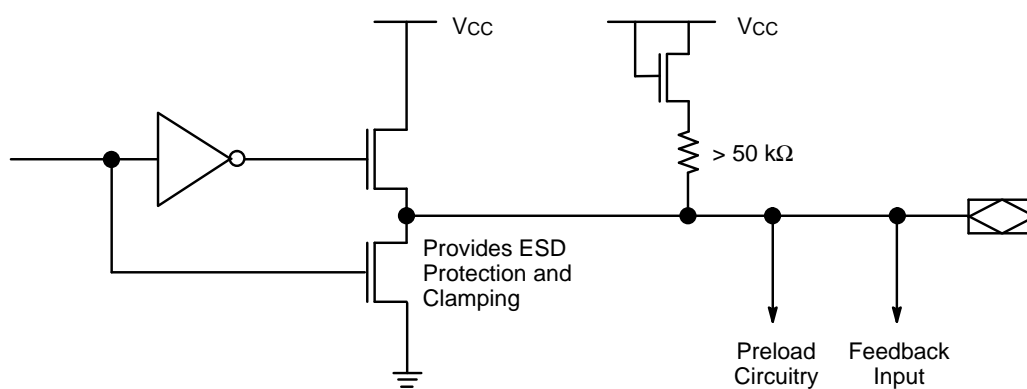 VCC
VCC
> 50 kΩ
Provides ESD
Protection and
Clamping
Preload
Circuitry
Feedback
Input